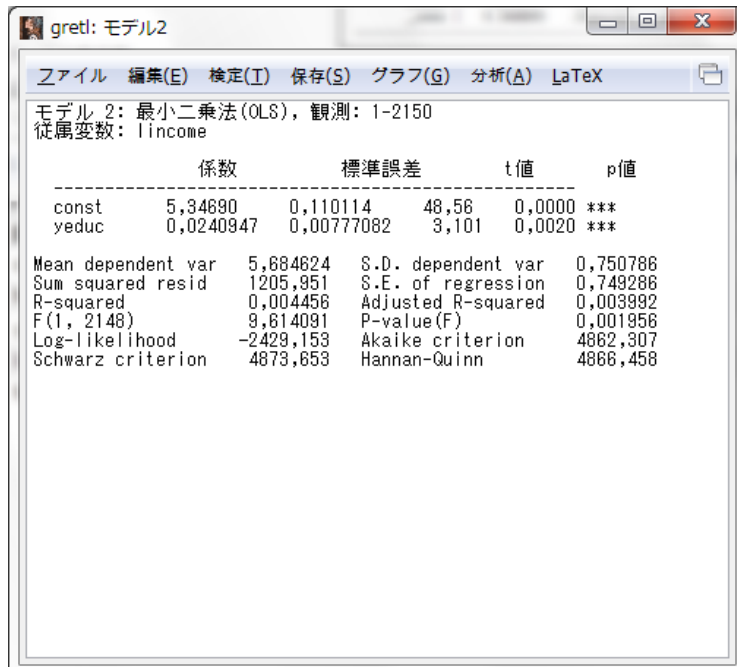 gretl: モデル2
ファイル 編集(E) 検定(T) 保存(S) グラフ(G) 分析(A) LaTeX
モデル 2: 最小二乗法(OLS), 観測: 1-2150
従属変数: lincome
係数 標準誤差 t値 p値
---------------------------------------------------------------
const 5,34690 0,110114 48,56 0,0000 ***
yeduc 0,0240947 0,00777082 3,101 0,0020 ***
Mean dependent var 5,684624 S.D. dependent var 0,750786
Sum squared resid 1205,951 S.E. of regression 0,749286
R-squared 0,004456 Adjusted R-squared 0,003992
F(1, 2148) 9,614091 P-value(F) 0,001956
Log-likelihood -2429,153 Akaike criterion 4862,307
Schwarz criterion 4873,653 Hannan-Quinn 4866,458